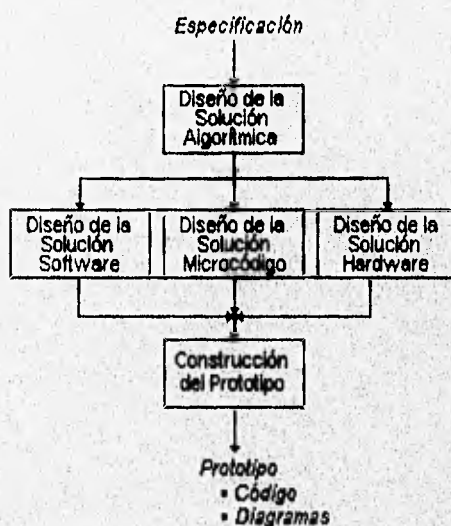 Especificación
Diseño de la
Solución
Algorítmica
Diseño de la
Solución
Software
Diseño de la
Solución
Microcódigo
Diseño de la
Solución
Hardware
Construcción
del Prototipo
Prototipo
• Código
• Diagramas